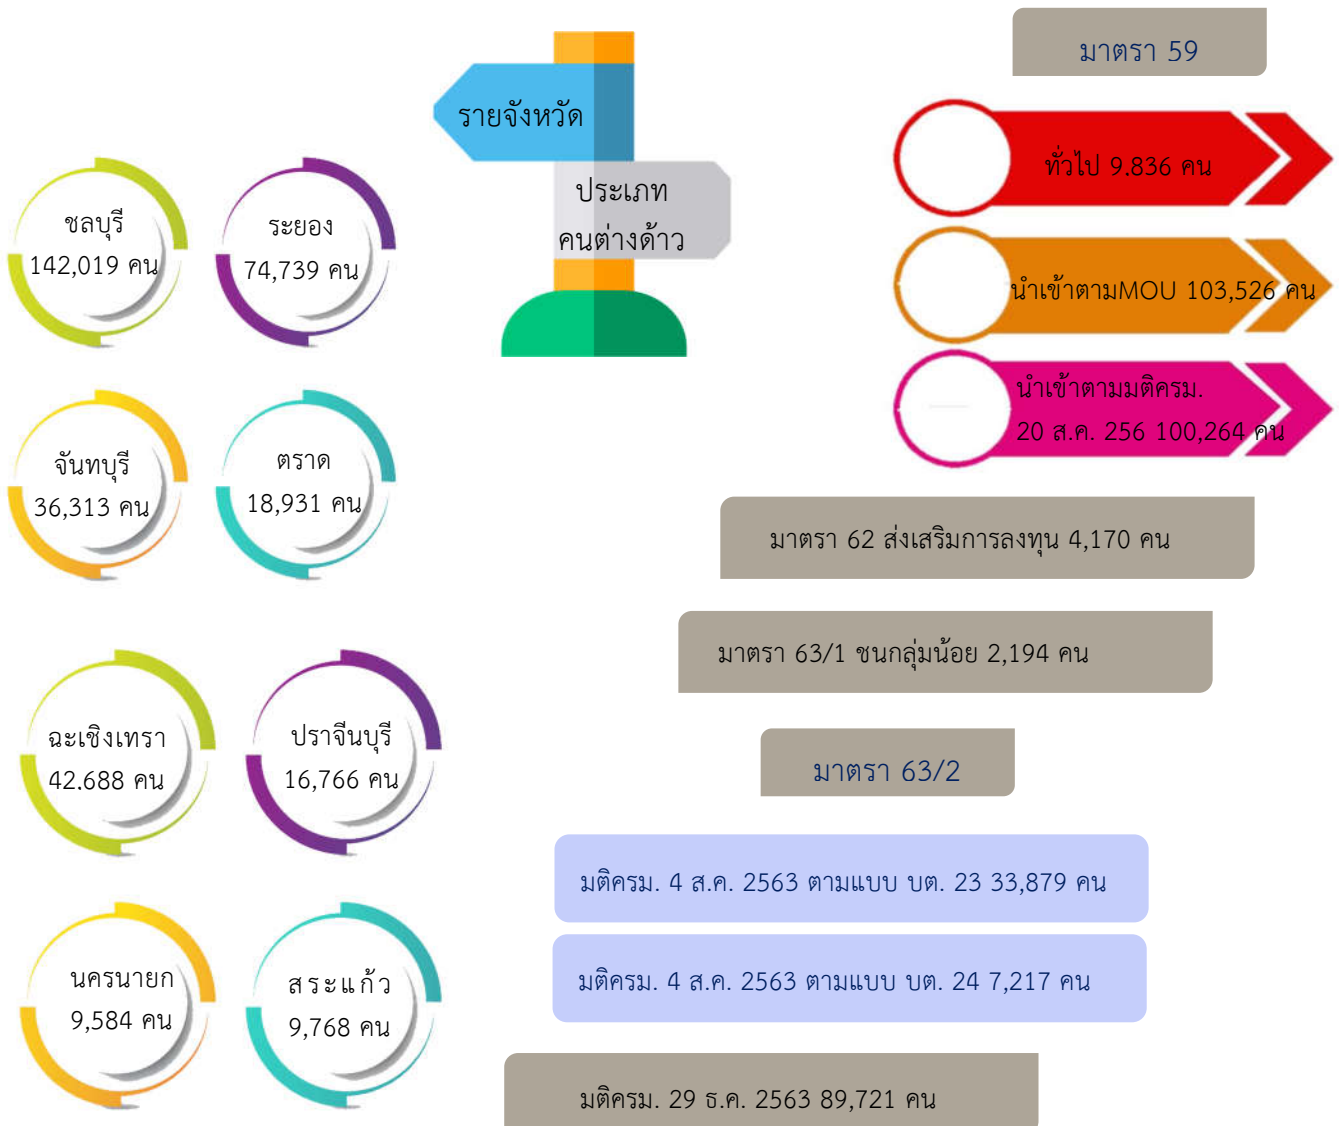 รายจังหวัด
ประเภท
คนต่างด้าว
ชลบุรี
142,019 คน
ระยอง
74,739 คน
จันทบุรี
36,313 คน
ตราด
18,931 คน
ฉะเชิงเทรา
42.688 คน
ปราจีนบุรี
16,766 คน
นครนายก
9,584 คน
สระแก้ว
9,768 คน
มาตรา 59
ทั่วไป 9.836 คน
นำเข้าตามMOU 103,526 คน
นำเข้าตามมติครม.
20 ส.ค. 256 100,264 คน
มาตรา 62 ส่งเสริมการลงทุน 4,170 คน
มาตรา 63/1 ชนกลุ่มน้อย 2,194 คน
มาตรา 63/2
มติครม. 4 ส.ค. 2563 ตามแบบ บต. 23 33,879 คน
มติครม. 4 ส.ค. 2563 ตามแบบ บต. 24 7,217 คน
มติครม. 29 ธ.ค. 2563 89,721 คน